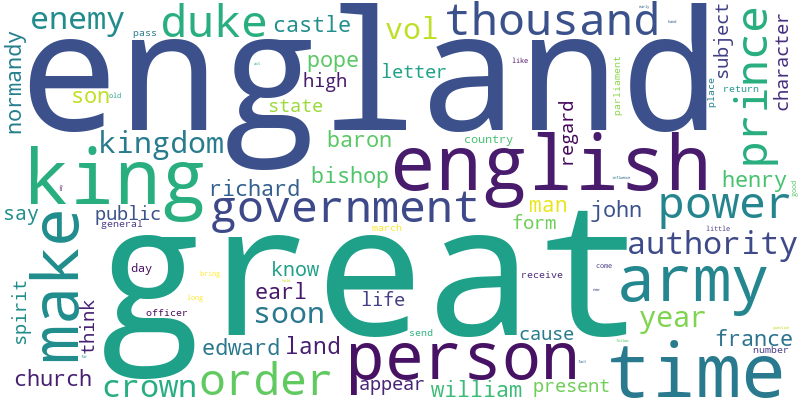 enemy duke castle vol thousand
pass
england
normandy
son old
pope
high
letter
state
like
parliament
subject
place
prince
character
return
kingdom
baron
english
country
regard
king
richard
bishop
henry
good
say
public
general
government
man
form
john
power
little
march
authority
make
great
day
know
receive
come
army
spirit
think
officer
earl
soon
life
year
bring
long
send
cause
france
number
edward
land
person
time
church
crown
order
appear
william
present